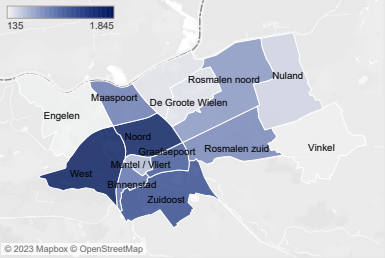 135 1.845
Rosmalen noord
Nuland
Maaspoort
De Groote Wielen
Engelen
Noord
Rosmalen zuid
Vinkel
Graafsepoort
Muntel / Vliert
West
Binnenstad
Zuidoost
© 2023 Mapbox © OpenStreetMap